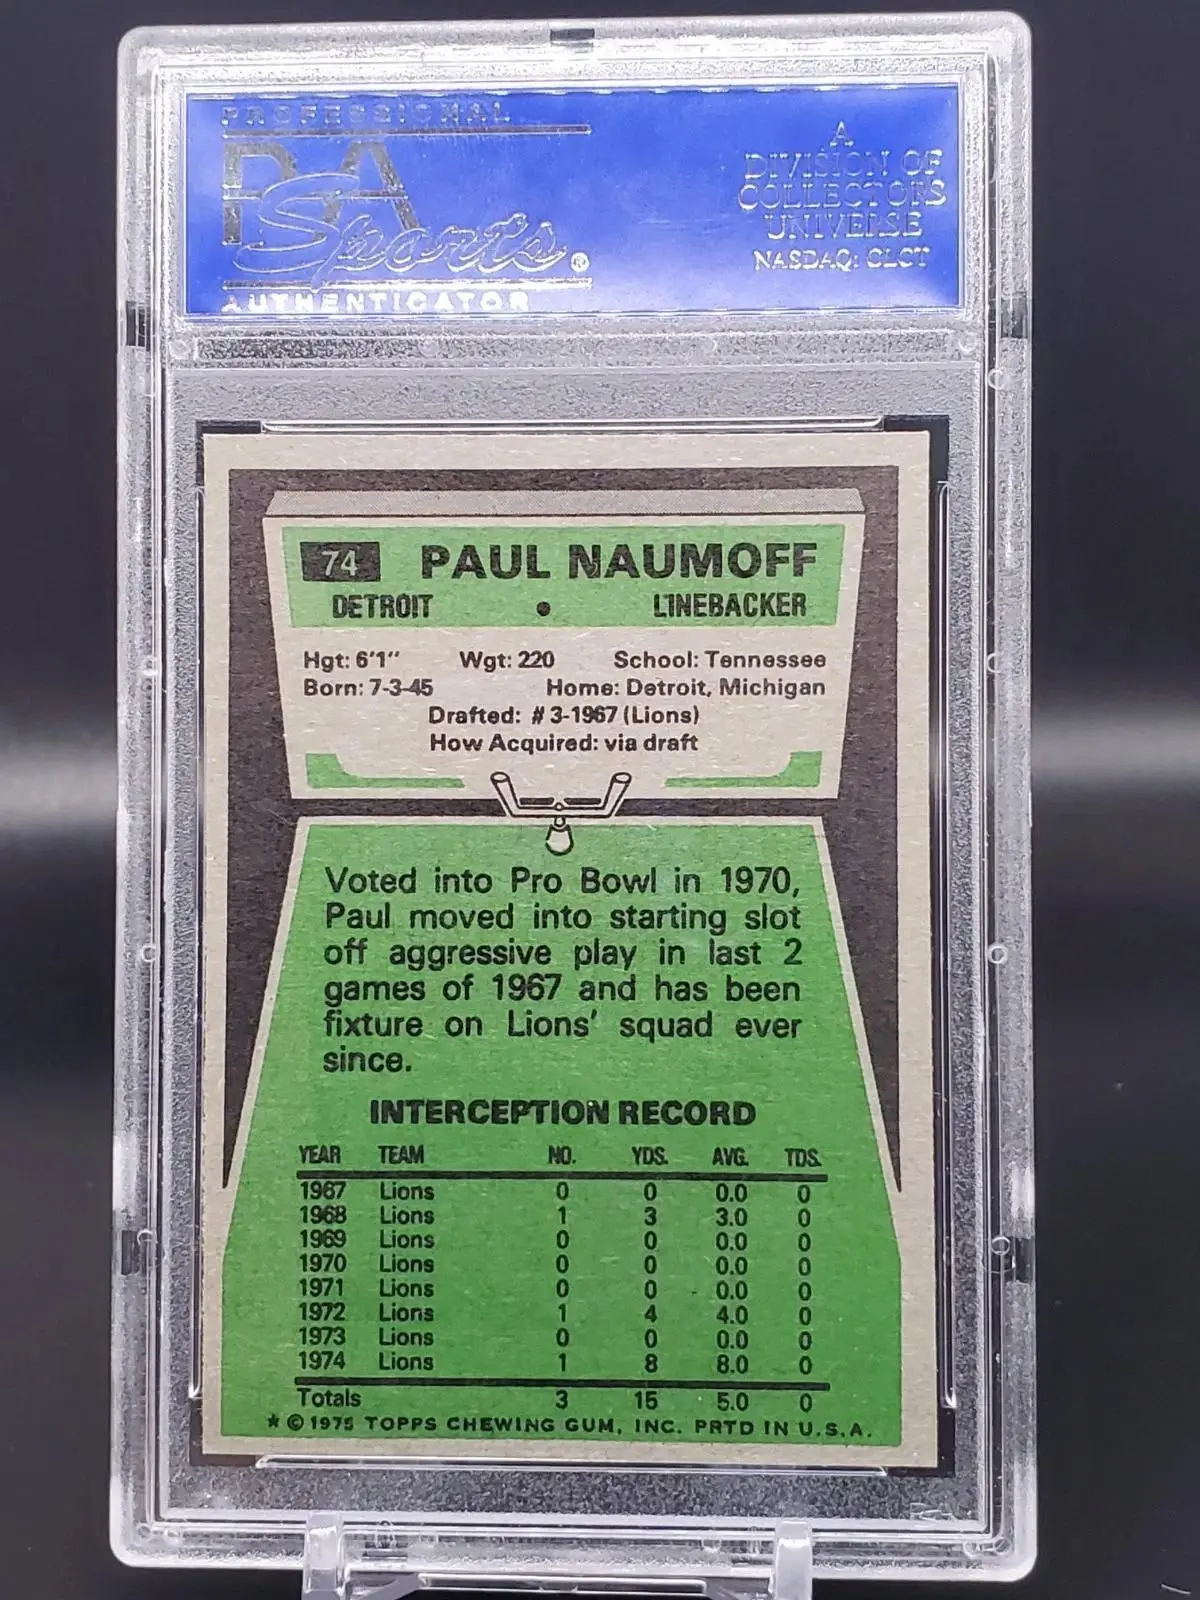 PROFESSIONAL
PSA
Sports®
AUTHENTICATOR
A
DIVISION OF
COLLECTORS
UNIVERSE
NASDAQ: CLCT
74 PAUL NAUMOFF
DETROIT • LINEBACKER
Hgt: 6'1" Wgt: 220 School: Tennessee
Born: 7-3-45 Home: Detroit, Michigan
Drafted: #3-1967 (Lions)
How Acquired: via draft
Voted into Pro Bowl in 1970,
Paul moved into starting slot
off aggressive play in last 2
games of 1967 and has been
fixture on Lions' squad ever
since.
INTERCEPTION RECORD
YEAR TEAM NO. YDS. AVG. TDS.
1967 Lions 0 0 0.0 0
1968 Lions 1 3 3.0 0
1969 Lions 0 0 0.0 0
1970 Lions 0 0 0.0 0
1971 Lions 0 0 0.0 0
1972 Lions 1 4 4.0 0
1973 Lions 0 0 0.0 0
1974 Lions 1 8 8.0 0
Totals 3 15 5.0 0
* © 1975 TOPPS CHEWING GUM, INC. PRTD IN U.S.A.